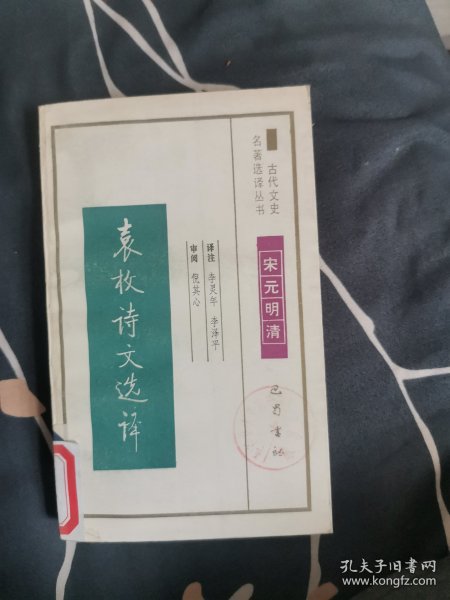 古代文史
名著选译丛书
宋元明清
译注 李灵年 李泽平
审阅 倪其心
袁枚诗文选译
巴蜀书社
孔夫子旧书网
www.kongfz.com